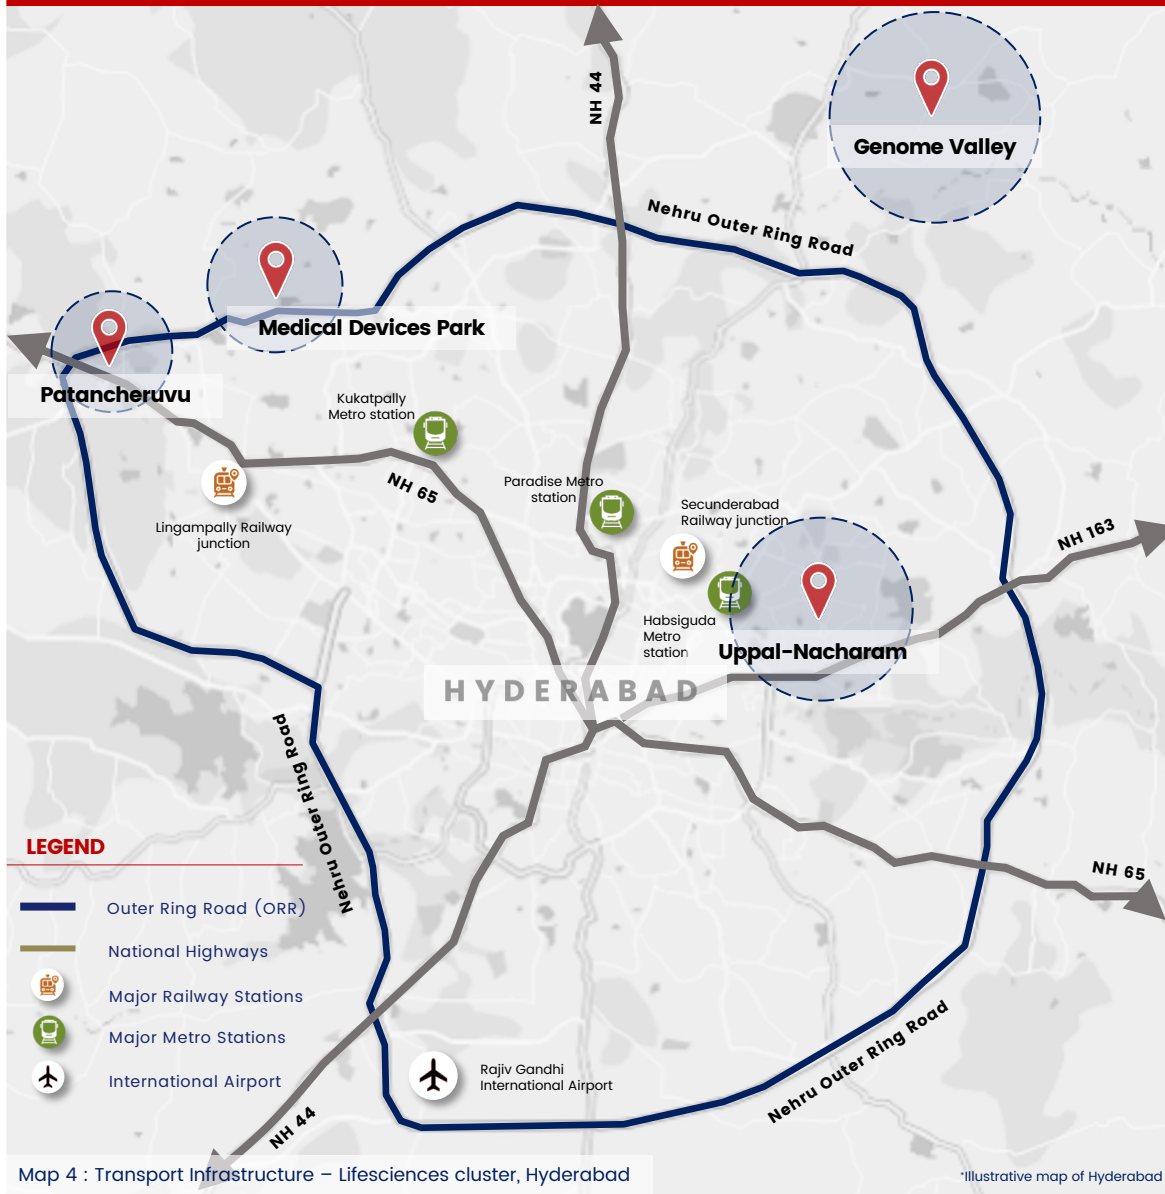 NH 44
Genome Valley
Nehru Outer Ring Road
Medical Devices Park
Patancheruvu
Kukatpally
Metro station
NH 65
Paradise Metro
station
Secunderabad
Railway junction
Lingampally Railway
junction
NH 163
Habsiguda
Metro
station
Uppal-Nacharam
HYDERABAD
Nehru Outer Ring Road
LEGEND
Outer Ring Road (ORR)
National Highways
Major Railway Stations
Major Metro Stations
International Airport
NH 65
Rajiv Gandhi
International Airport
Nehru Outer Ring Road
NH 44
Map 4 : Transport Infrastructure – Lifesciences cluster, Hyderabad
*Illustrative map of Hyderabad